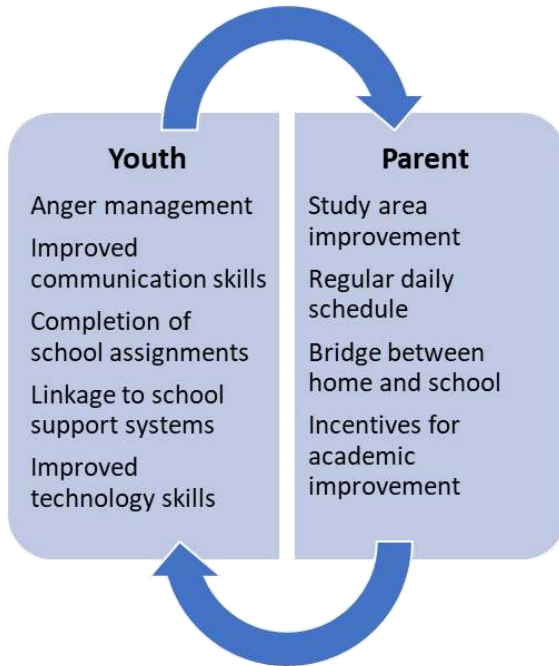 Youth
Anger management
Improved
communication skills
Completion of
school assignments
Linkage to school
support systems
Improved
technology skills
Parent
Study area
improvement
Regular daily
schedule
Bridge between
home and school
Incentives for
academic
improvement